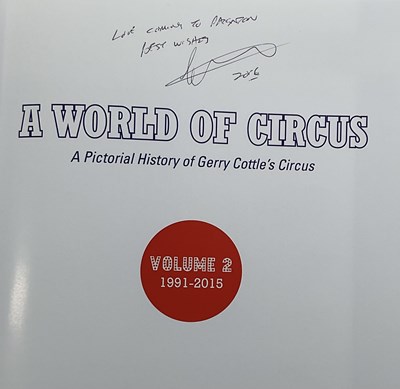 LOVE COMING TO PAIGNTON
BEST WISHES
2016
A WORLD OF CIRCUS
A Pictorial History of Gerry Cottle's Circus
VOLUME 2
1991-2015